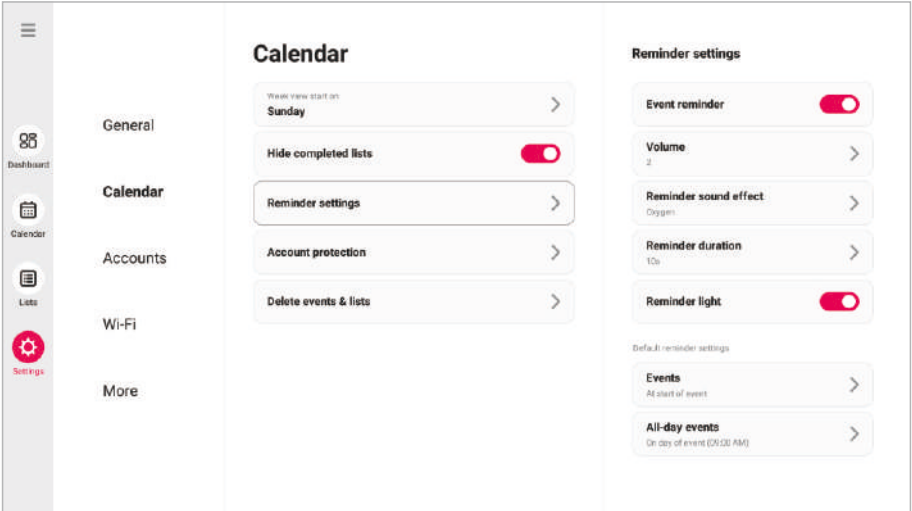 Dashboard
Calendar
Lists
Settings
General
Calendar
Accounts
Wi-Fi
More
Calendar
Week view start on
Sunday
Hide completed lists
Reminder settings
Account protection
Delete events & lists
Reminder settings
Event reminder
Volume
2
Reminder sound effect
Oxygen
Reminder duration
10s
Reminder light
Default reminder settings
Events
At start of event
All-day events
On day of event (09:00 AM)